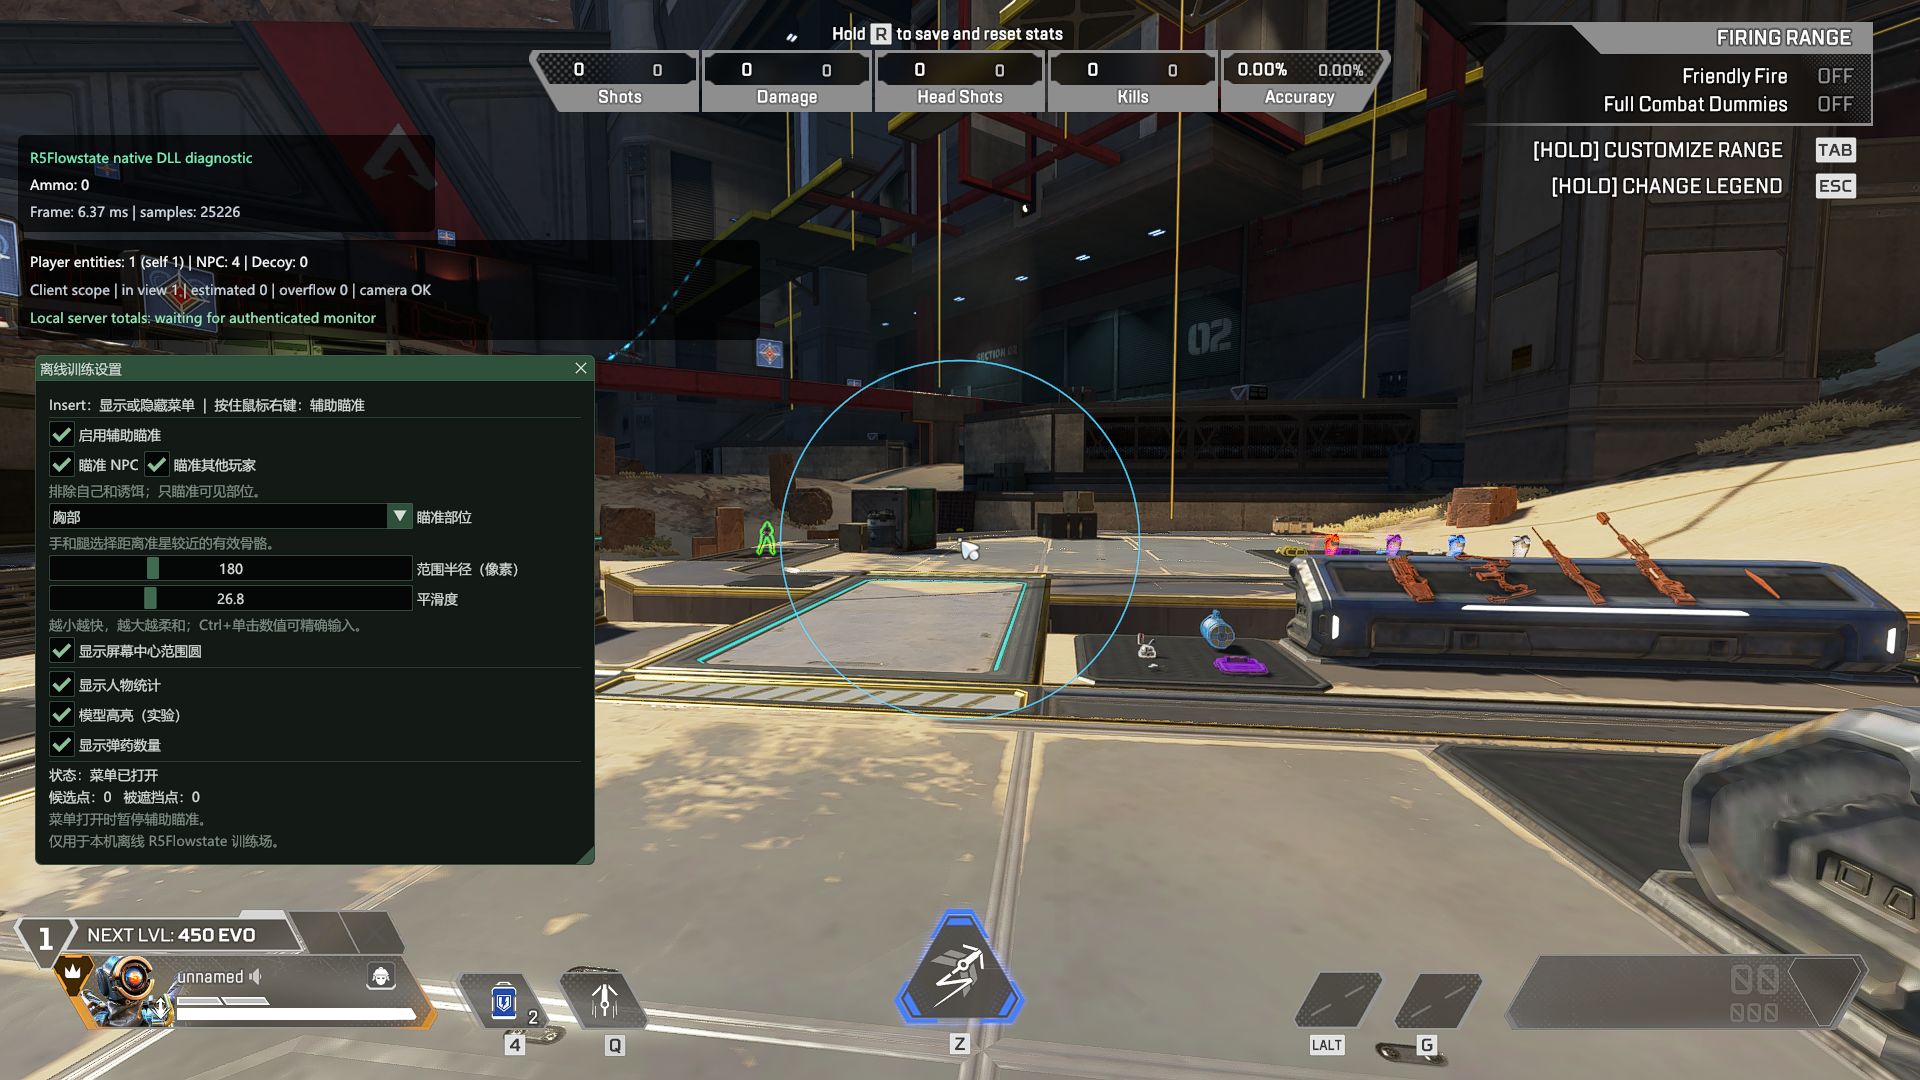 Hold R to save and reset stats
0 0
Shots
0 0
Damage
0 0
Head Shots
0 0
Kills
0.00% 0.00%
Accuracy
FIRING RANGE
Friendly Fire OFF
Full Combat Dummies OFF
[HOLD] CUSTOMIZE RANGE TAB
[HOLD] CHANGE LEGEND ESC
R5Flowstate native DLL diagnostic
Ammo: 0
Frame: 6.37 ms | samples: 25226
Player entities: 1 (self 1) | NPC: 4 | Decoy: 0
Client scope | in view 1 | estimated 0 | overflow 0 | camera OK
Local server totals: waiting for authenticated monitor
SECTION 02
02
离线训练设置
Insert：显示或隐藏菜单 | 按住鼠标右键：辅助瞄准
启用辅助瞄准
瞄准 NPC 瞄准其他玩家
排除自己和诱饵；只瞄准可见部位。
胸部 瞄准部位
手和腿选择距离准星较近的有效骨骼。
180 范围半径（像素）
26.8 平滑度
越小越快，越大越柔和；Ctrl+单击数值可精确输入。
显示屏幕中心范围圆
显示人物统计
模型高亮（实验）
显示弹药数量
状态：菜单已打开
候选点：0 被遮挡点：0
菜单打开时暂停辅助瞄准。
仅用于本机离线 R5Flowstate 训练场。
1 NEXT LVL: 450 EVO
unnamed
2
4
Q
Z
LALT
G
00
000